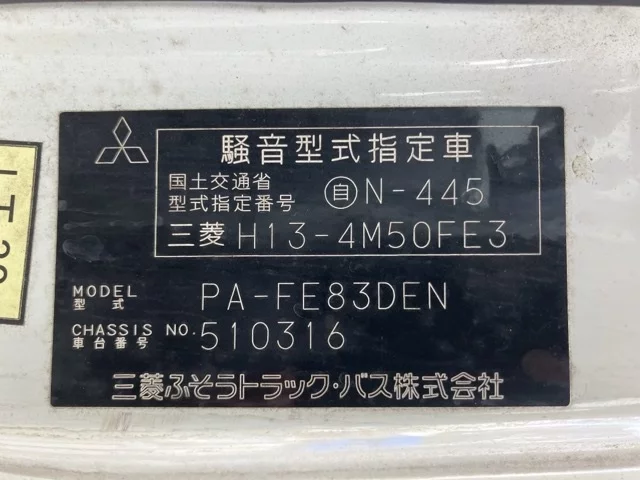 騒音型式指定車
国土交通省
型式指定番号 自 N-445
三菱 H13-4M50FE3
MODEL
型式 PA-FE83DEN
CHASSIS NO.
車台番号 510316
三菱ふそうトラック・バス株式会社